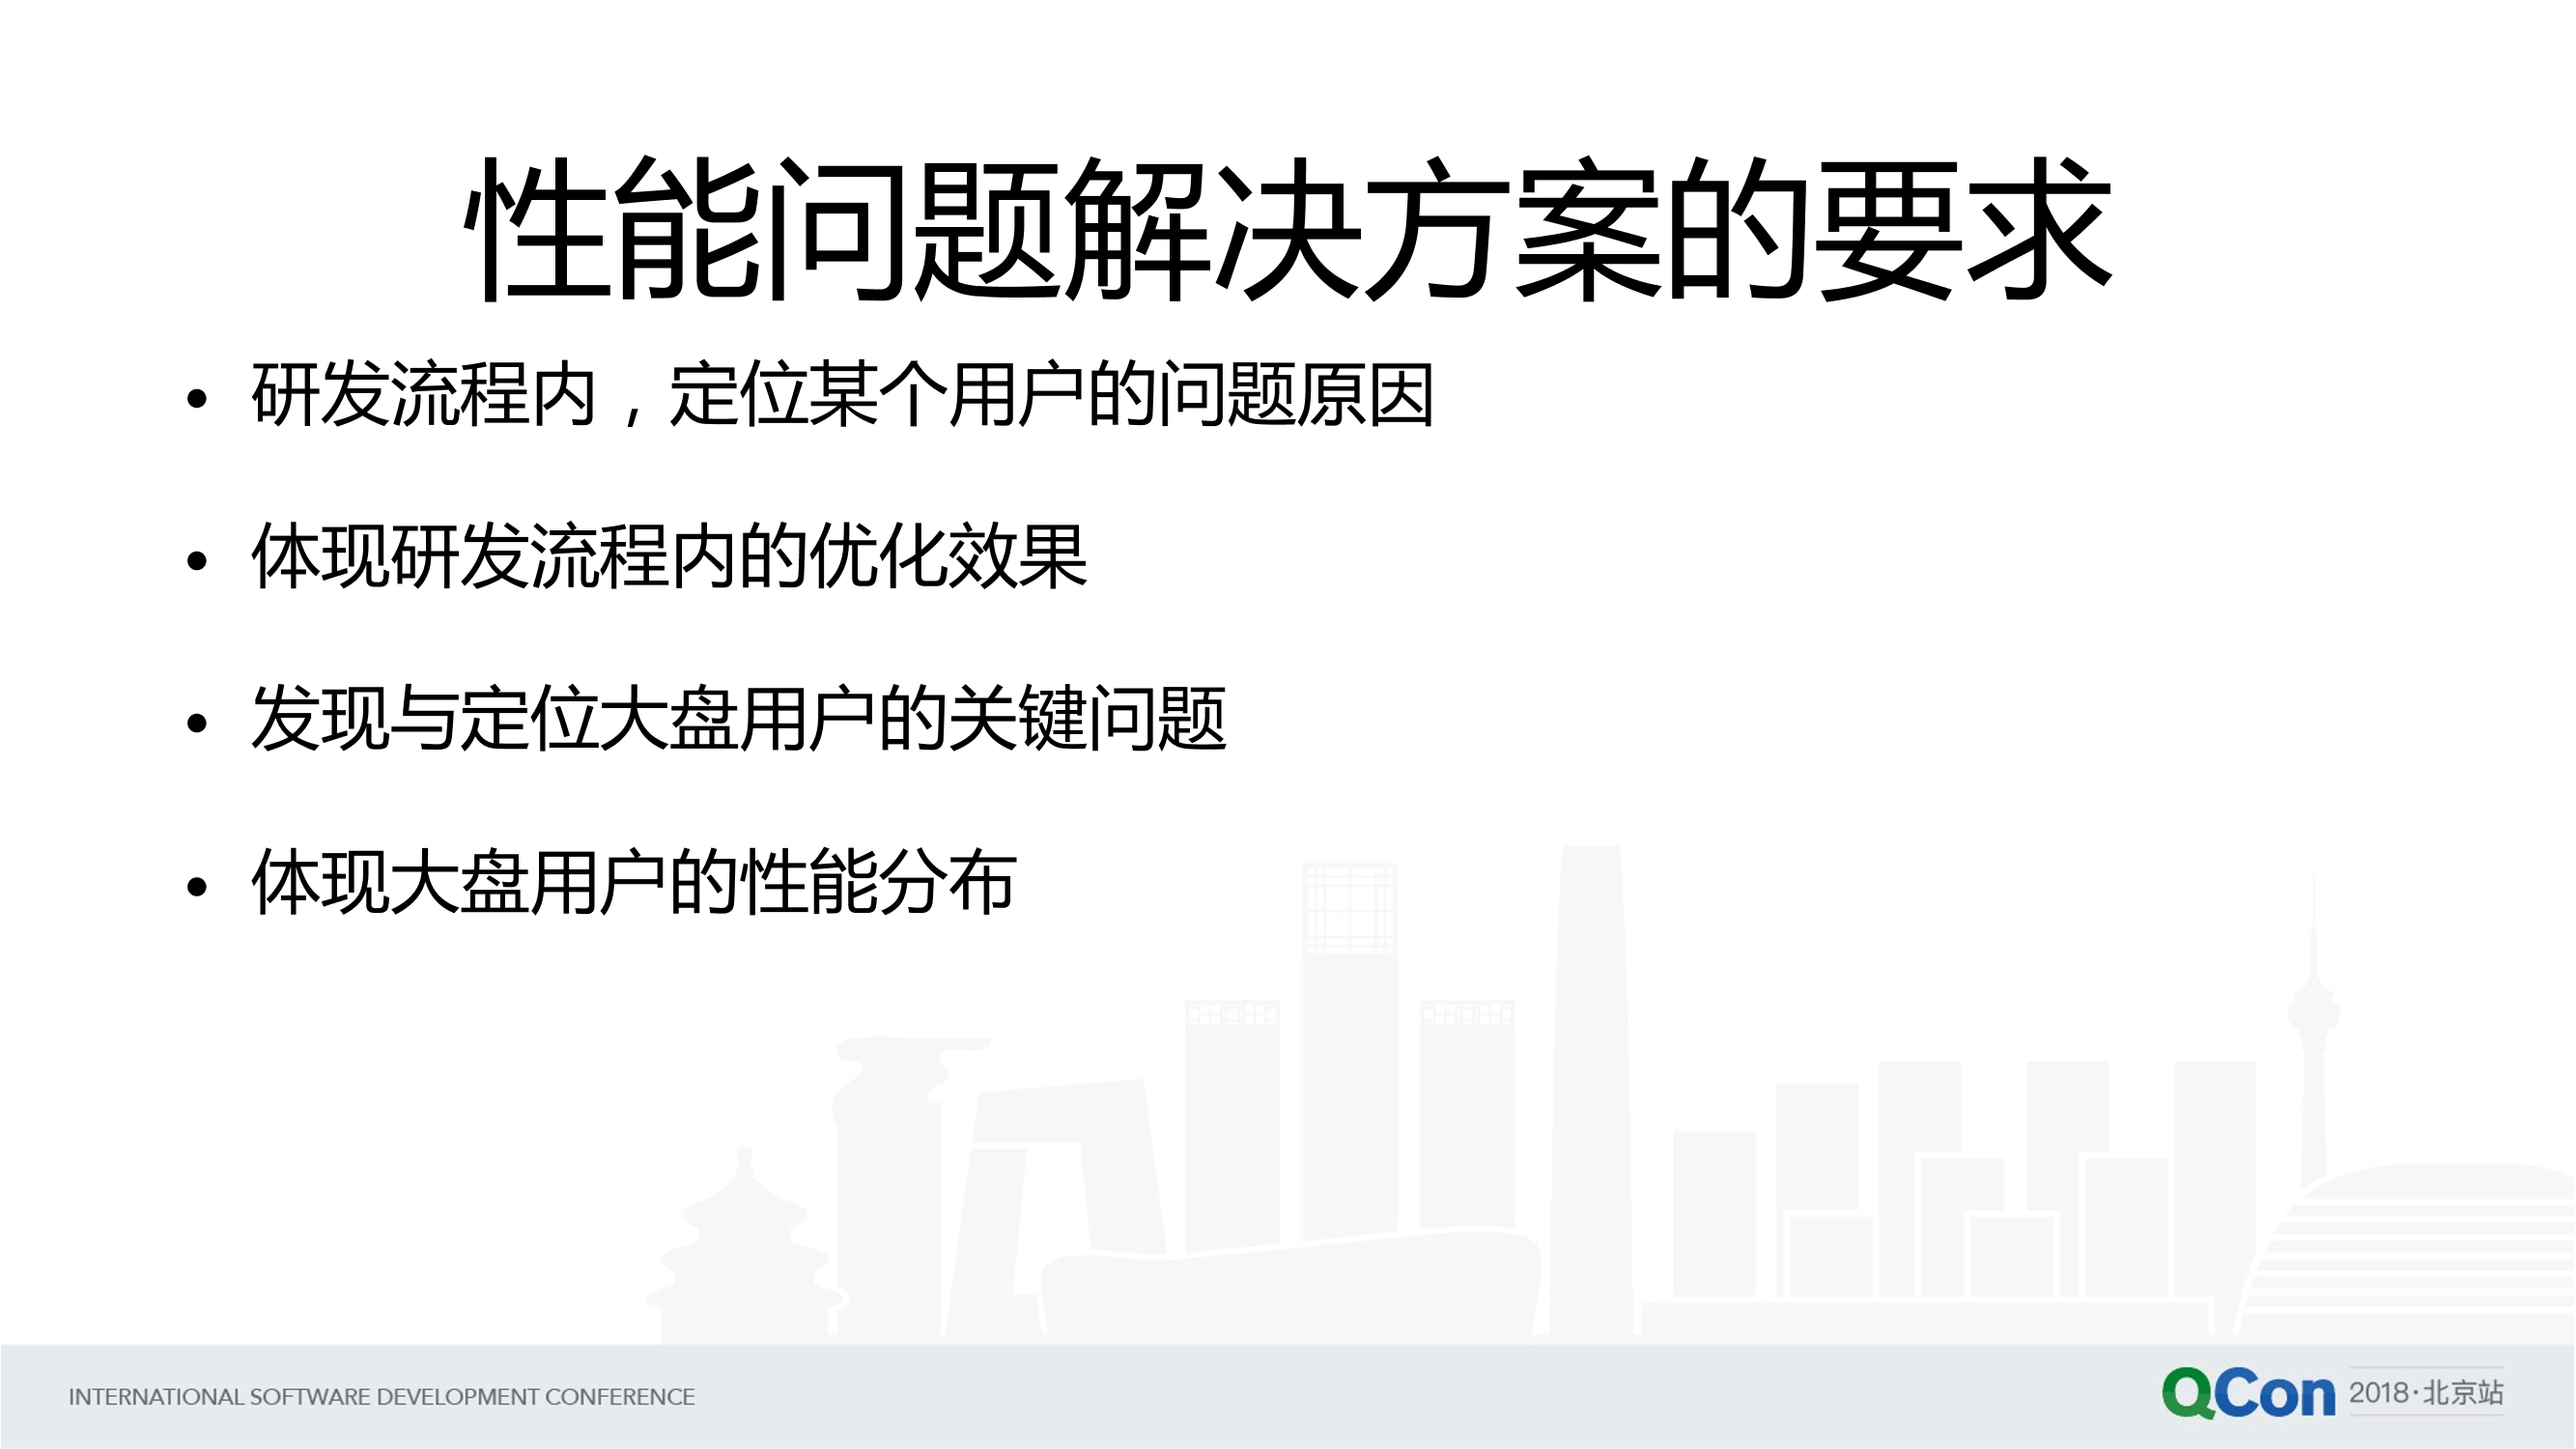 性能问题解决方案的要求
• 研发流程内，定位某个用户的问题原因
• 体现研发流程内的优化效果
• 发现与定位大盘用户的关键问题
• 体现大盘用户的性能分布
INTERNATIONAL SOFTWARE DEVELOPMENT CONFERENCE
QCon 2018·北京站